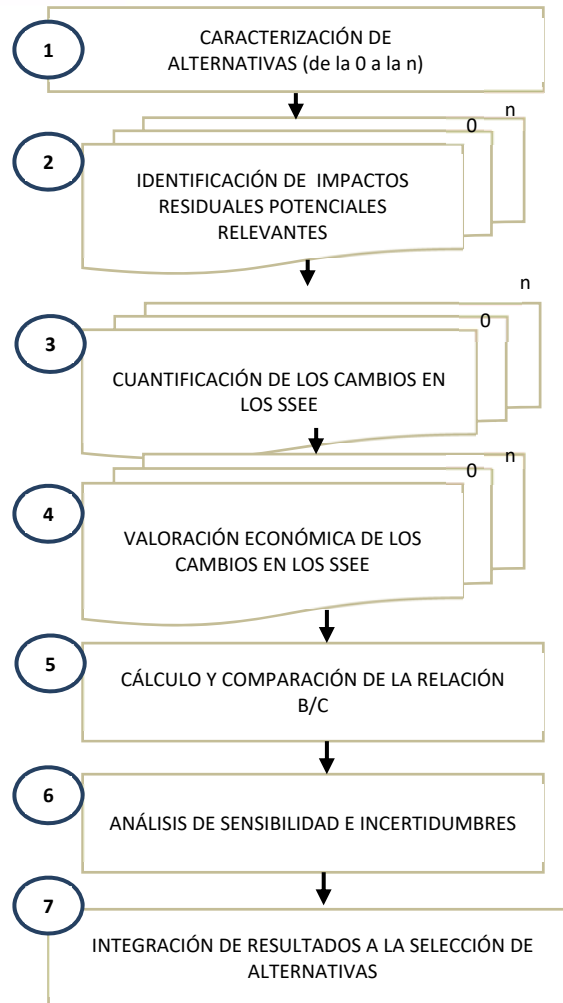 1
CARACTERIZACIÓN DE
ALTERNATIVAS (de la 0 a la n)
n
0
2
IDENTIFICACIÓN DE IMPACTOS
RESIDUALES POTENCIALES
RELEVANTES
n
0
3
CUANTIFICACIÓN DE LOS CAMBIOS EN
LOS SSEE
n
0
4
VALORACIÓN ECONÓMICA DE LOS
CAMBIOS EN LOS SSEE
5
CÁLCULO Y COMPARACIÓN DE LA RELACIÓN
B/C
6
ANÁLISIS DE SENSIBILIDAD E INCERTIDUMBRES
7
INTEGRACIÓN DE RESULTADOS A LA SELECCIÓN DE
ALTERNATIVAS